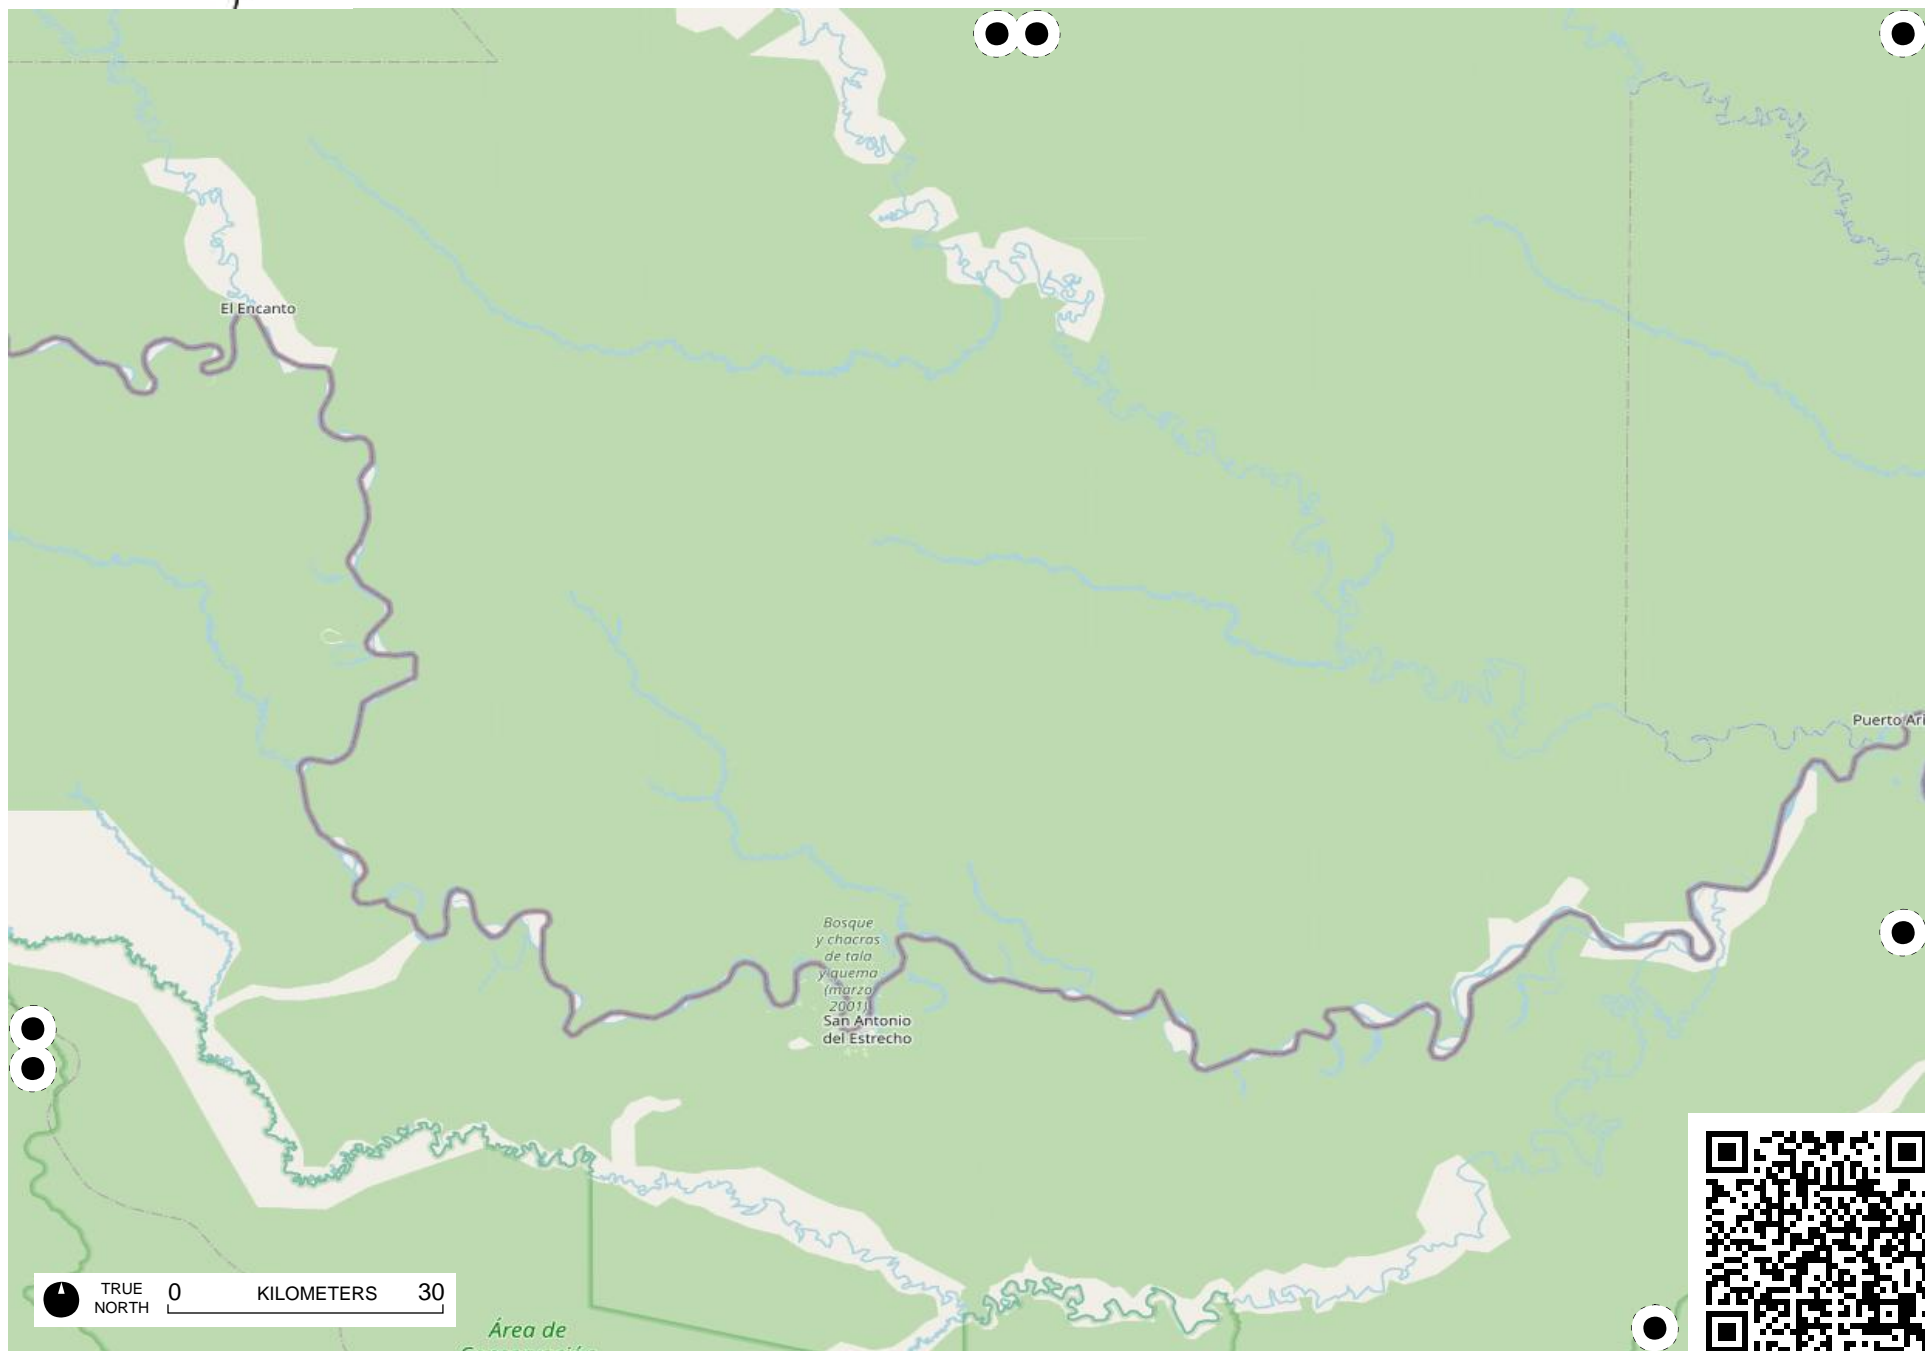 El Encanto
Puerto Ari
Bosque
y chacras
de tala
y quema
(marzo
2001)
San Antonio
del Estrecho
TRUE
NORTH
0 KILOMETERS 30
Área de